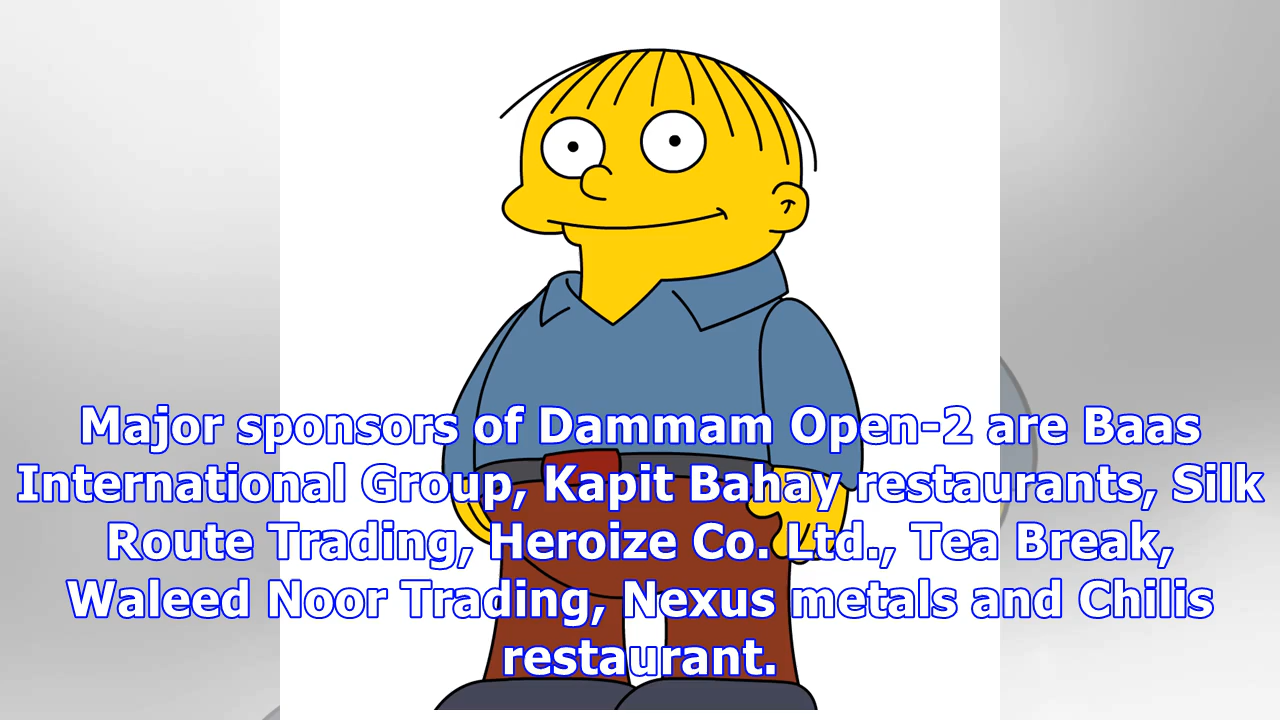 Major sponsors of Dammam Open-2 are Baas
International Group, Kapit Bahay restaurants, Silk
Route Trading, Heroize Co. Ltd., Tea Break,
Waleed Noor Trading, Nexus metals and Chilis
restaurant.